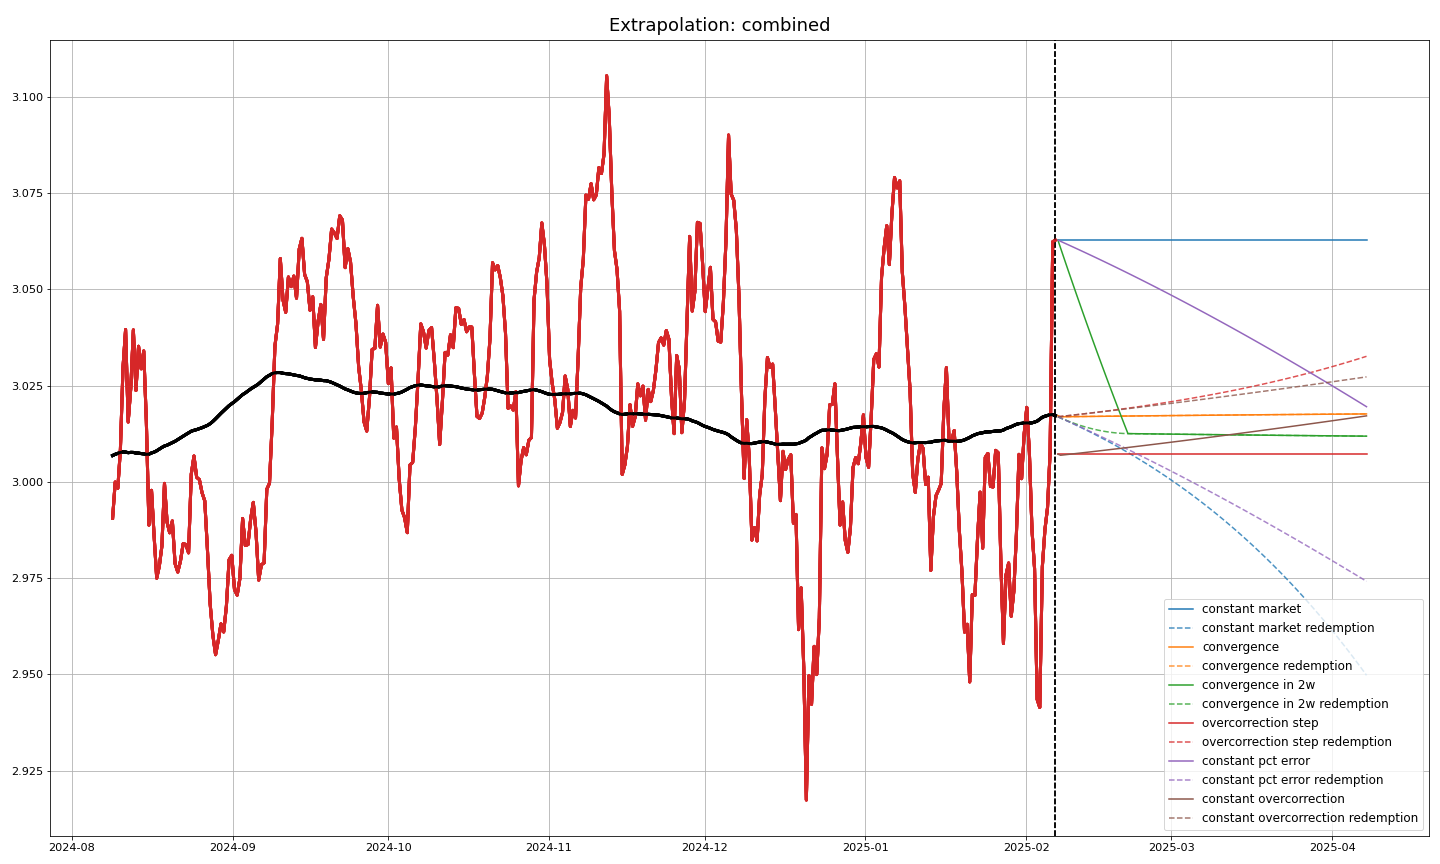 Extrapolation: combined
3.100
3.075
3.050
3.025
3.000
2.975
2.950
2.925
constant market
constant market redemption
convergence
convergence redemption
convergence in 2w
convergence in 2w redemption
overcorrection step
overcorrection step redemption
constant pct error
constant pct error redemption
constant overcorrection
constant overcorrection redemption
2024-08 2024-09 2024-10 2024-11 2024-12 2025-01 2025-02 2025-03 2025-04